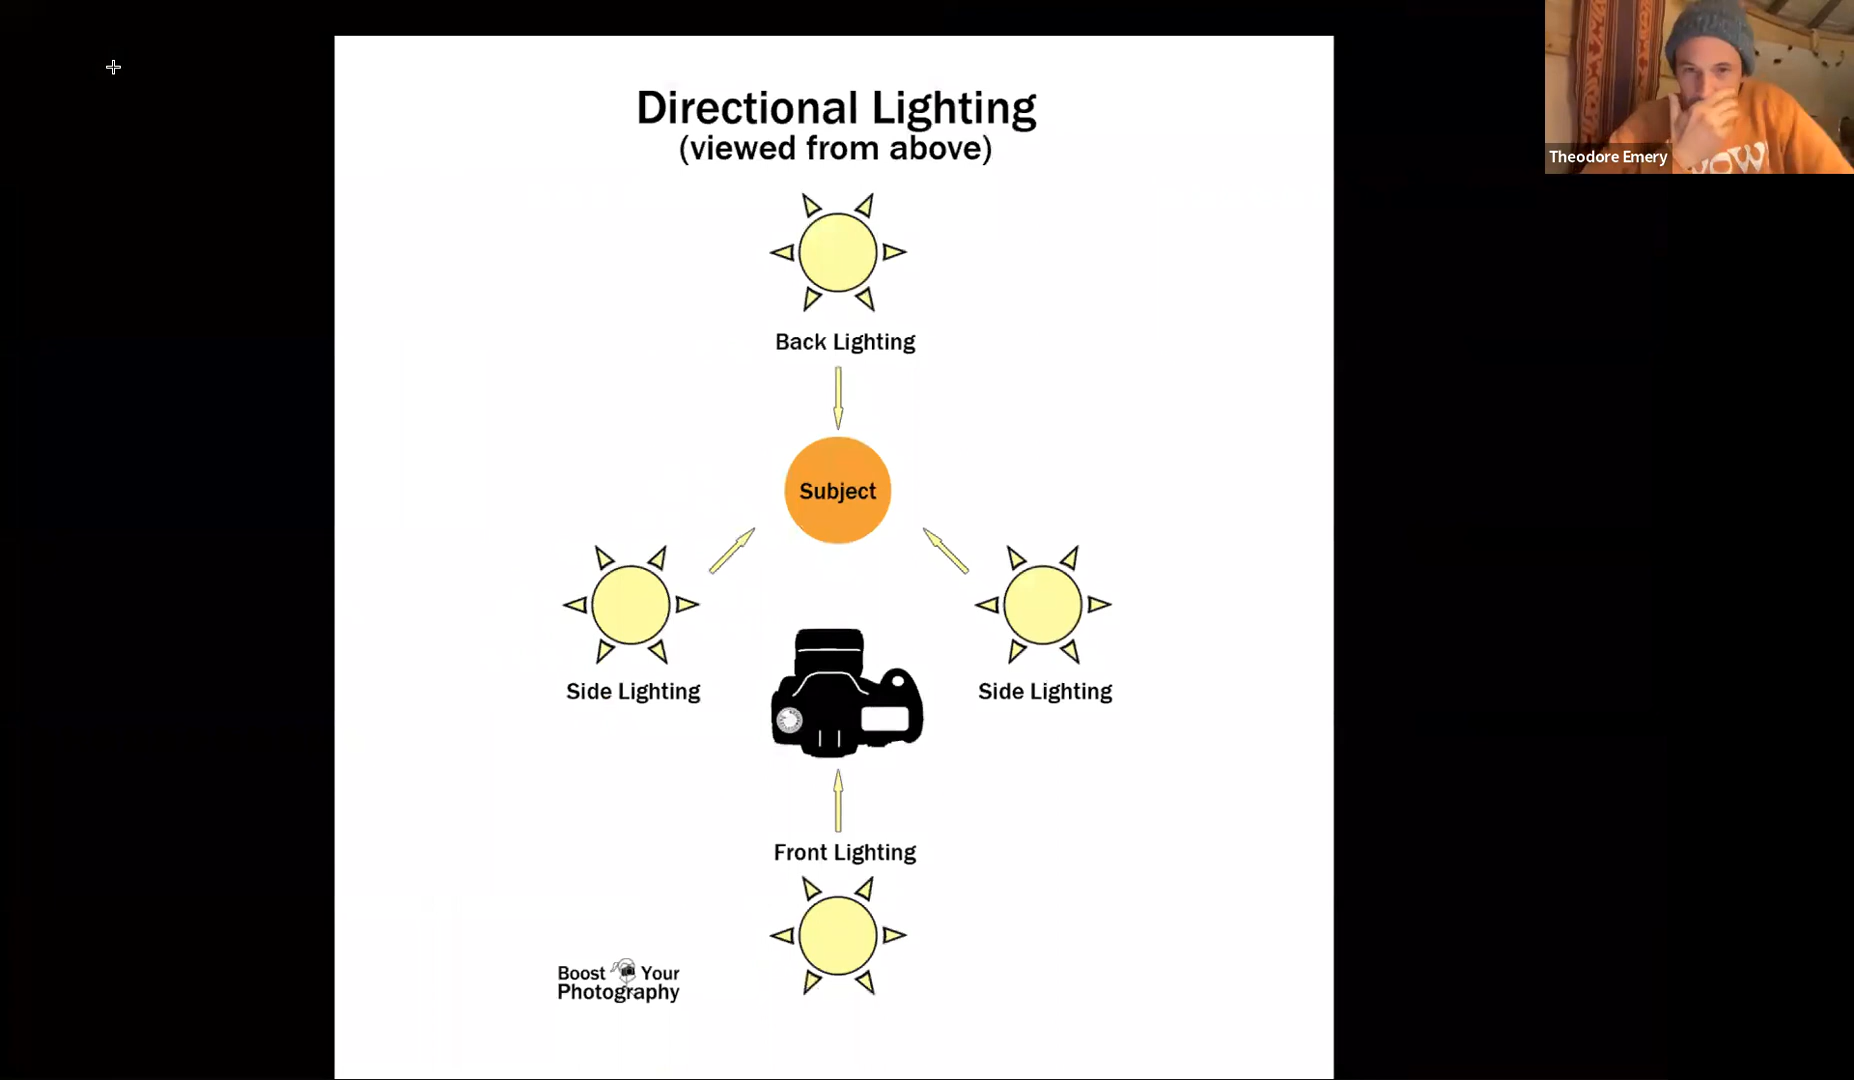 Directional Lighting
(viewed from above)
Back Lighting
Subject
Side Lighting
Side Lighting
Front Lighting
Boost Your
Photography
Theodore Emery